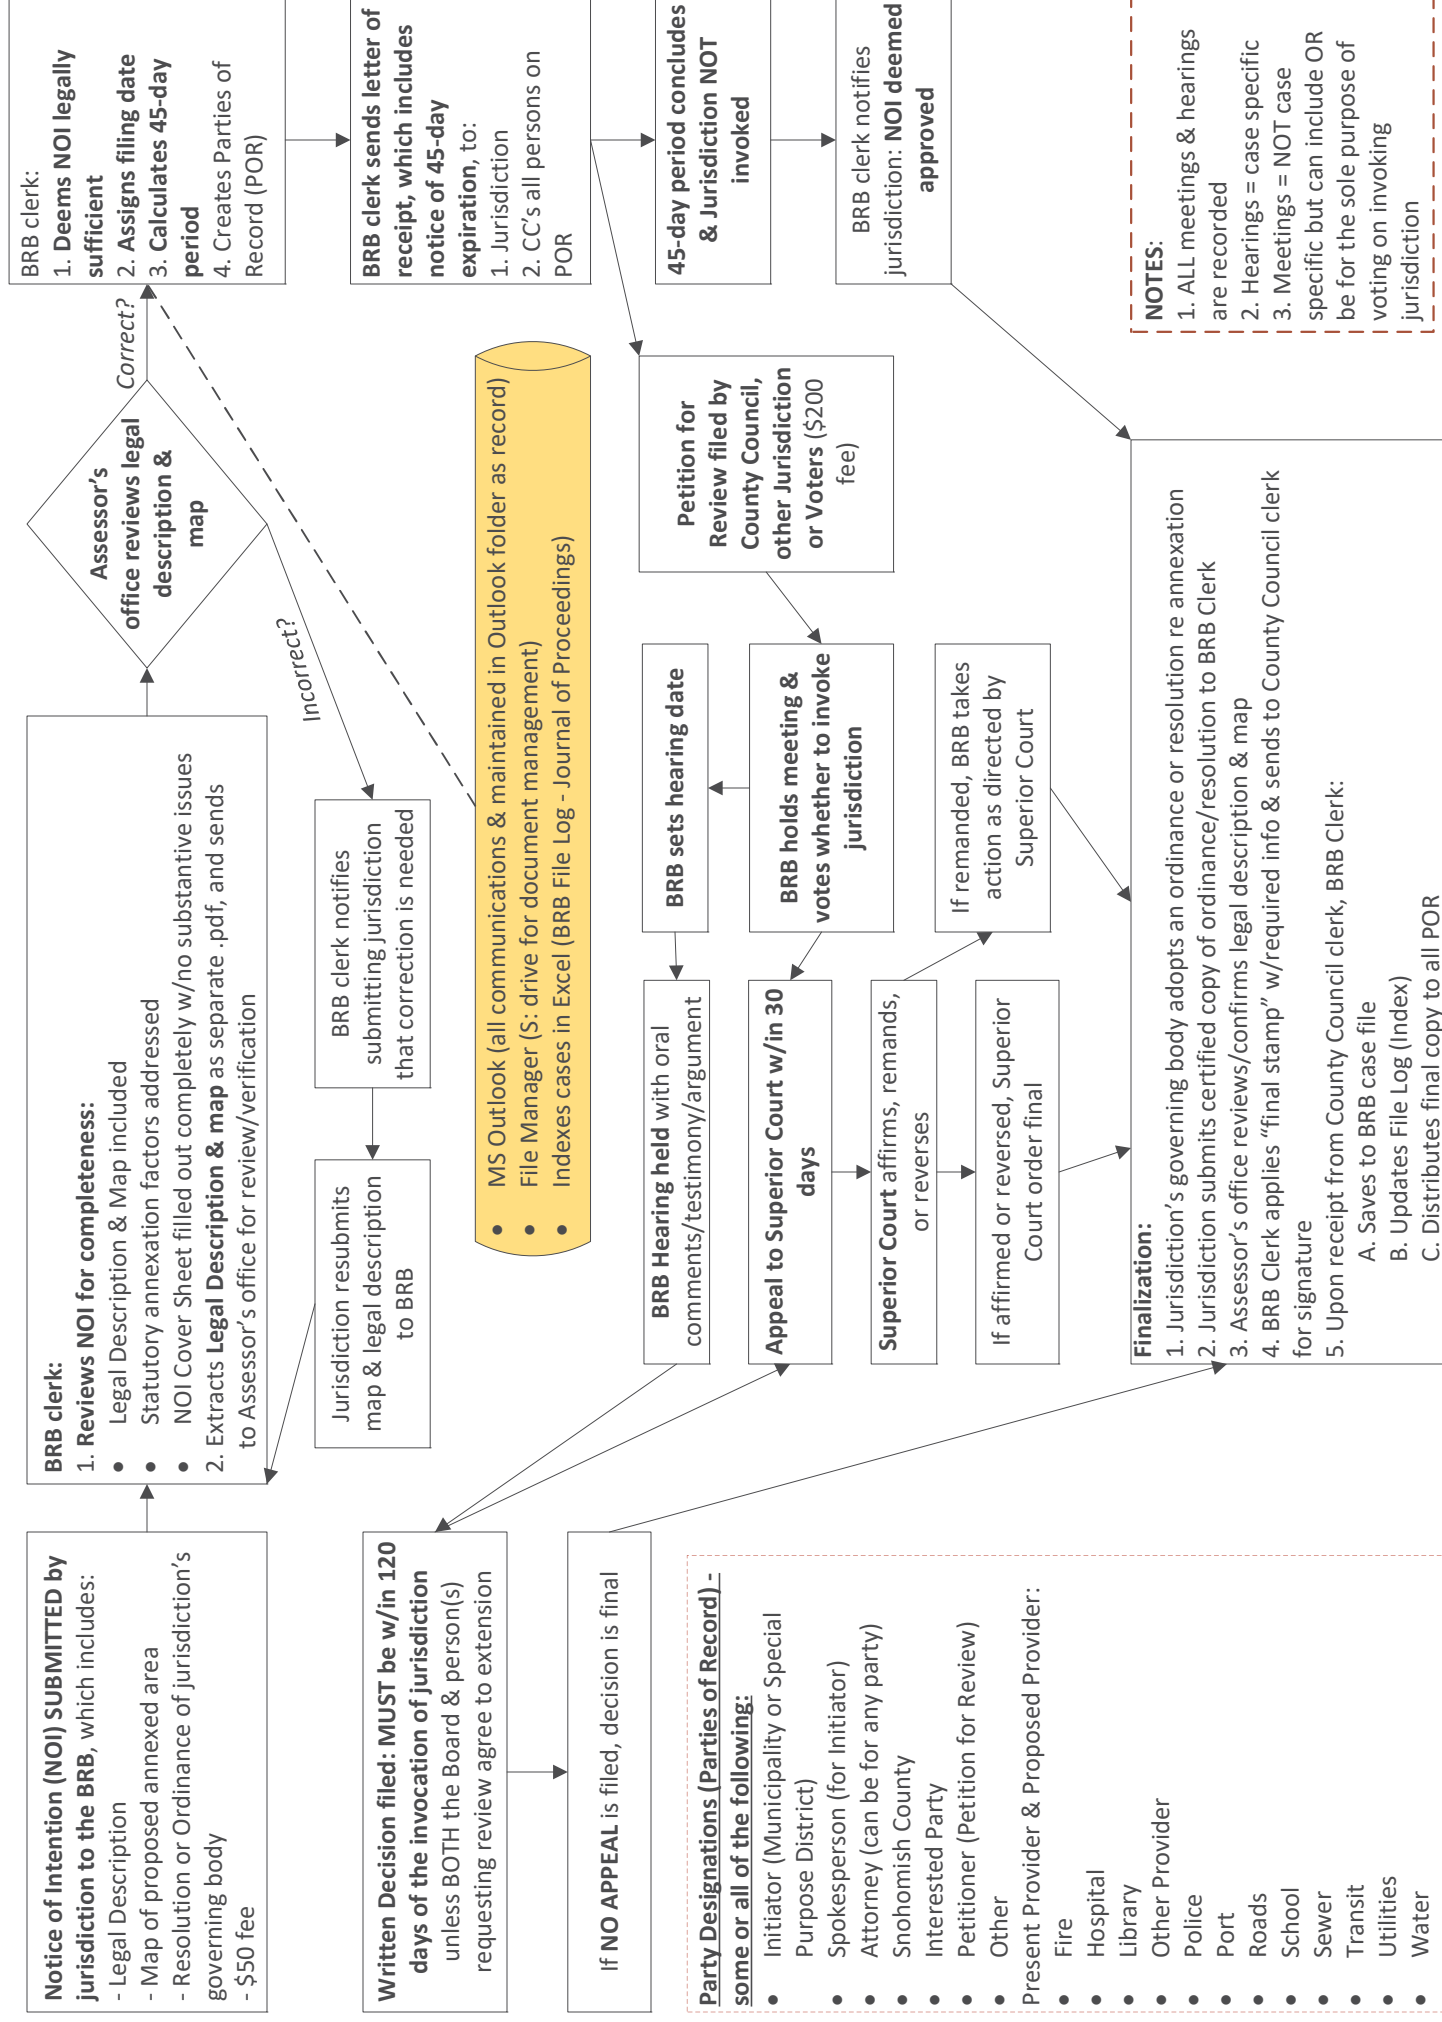 Notice of Intention (NOI) SUBMITTED by
jurisdiction to the BRB, which includes:
- Legal Description
- Map of proposed annexed area
- Resolution or Ordinance of jurisdiction's
governing body
- $50 fee
BRB clerk:
1. Reviews NOI for completeness:
● Legal Description & Map included
● Statutory annexation factors addressed
● NOI Cover Sheet filled out completely w/no substantive issues
2. Extracts Legal Description & map as separate .pdf, and sends
to Assessor's office for review/verification
Assessor's
office reviews legal
description &
map
Correct?
Incorrect?
BRB clerk:
1. Deems NOI legally
sufficient
2. Assigns filing date
3. Calculates 45-day
period
4. Creates Parties of
Record (POR)
BRB clerk notifies
submitting jurisdiction
that correction is needed
Jurisdiction resubmits
map & legal description
to BRB
BRB clerk sends letter of
receipt, which includes
notice of 45-day
expiration, to:
1. Jurisdiction
2. CC's all persons on
POR
● MS Outlook (all communications & maintained in Outlook folder as record)
● File Manager (S: drive for document management)
● Indexes cases in Excel (BRB File Log - Journal of Proceedings)
45-day period concludes
& Jurisdiction NOT
invoked
BRB clerk notifies
jurisdiction: NOI deemed
approved
Petition for
Review filed by
County Council,
other Jurisdiction
or Voters ($200
fee)
BRB holds meeting &
votes whether to invoke
jurisdiction
BRB sets hearing date
BRB Hearing held with oral
comments/testimony/argument
Written Decision filed: MUST be w/in 120
days of the invocation of jurisdiction
unless BOTH the Board & person(s)
requesting review agree to extension
If NO APPEAL is filed, decision is final
Appeal to Superior Court w/in 30
days
Superior Court affirms, remands,
or reverses
If affirmed or reversed, Superior
Court order final
If remanded, BRB takes
action as directed by
Superior Court
Party Designations (Parties of Record) -
some or all of the following:
● Initiator (Municipality or Special
Purpose District)
● Spokesperson (for Initiator)
● Attorney (can be for any party)
● Snohomish County
● Interested Party
● Petitioner (Petition for Review)
● Other
Present Provider & Proposed Provider:
● Fire
● Hospital
● Library
● Other Provider
● Police
● Port
● Roads
● School
● Sewer
● Transit
● Utilities
● Water
Finalization:
1. Jurisdiction's governing body adopts an ordinance or resolution re annexation
2. Jurisdiction submits certified copy of ordinance/resolution to BRB Clerk
3. Assessor's office reviews/confirms legal description & map
4. BRB Clerk applies "final stamp" w/required info & sends to County Council clerk
for signature
5. Upon receipt from County Council clerk, BRB Clerk:
A. Saves to BRB case file
B. Updates File Log (Index)
C. Distributes final copy to all POR
NOTES:
1. ALL meetings & hearings
are recorded
2. Hearings = case specific
3. Meetings = NOT case
specific but can include OR
be for the sole purpose of
voting on invoking
jurisdiction